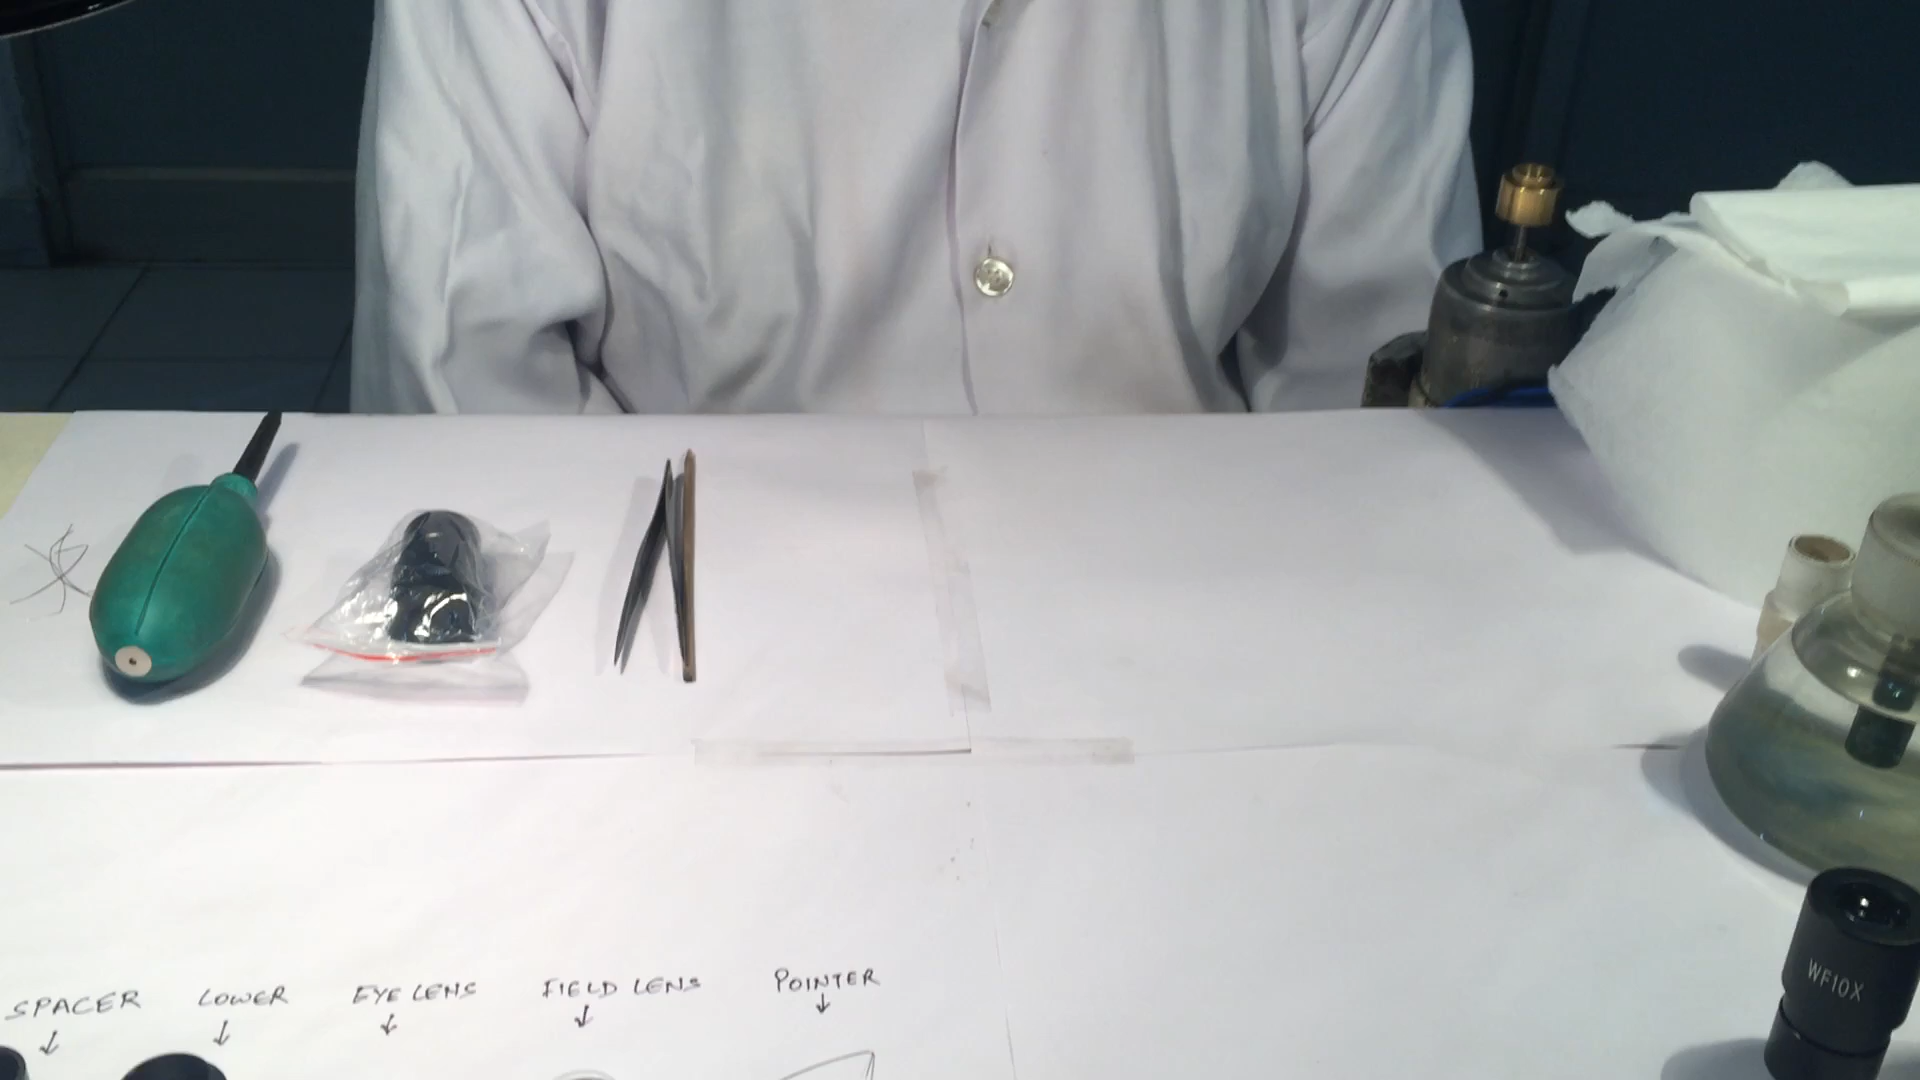 SPACER
LOWER
EYE LENS
FIELD LENS
POINTER
WF10X